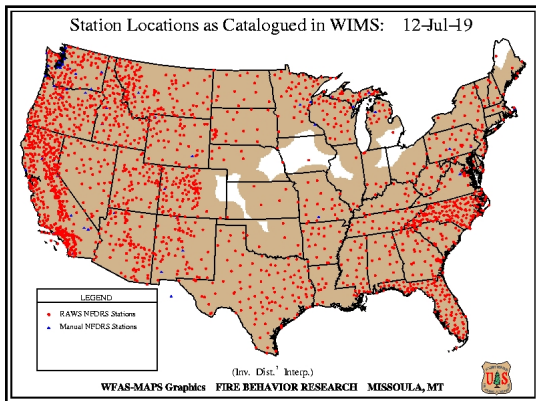 Station Locations as Catalogued in WIMS: 12-Jul-19
LEGEND
RAWS NFDRS Stations
Manual NFDRS Stations
(Inv. Dist. Interp.)
WFAS-MAPS Graphics FIRE BEHAVIOR RESEARCH MISSOULA, MT
U S